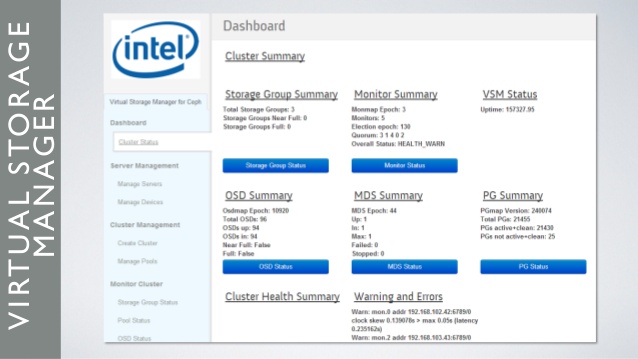 VIRTUAL STORAGE
MANAGER
intel
Virtual Storage Manager for Ceph
Dashboard
Cluster Status
Server Management
Manage Servers
Manage Devices
Cluster Management
Create Cluster
Manage Pools
Monitor Cluster
Storage Group Status
Pool Status
OSD Status
Dashboard
Cluster Summary
Storage Group Summary
Total Storage Groups: 3
Storage Groups Near Full: 0
Storage Groups Full: 0
Storage Group Status
Monitor Summary
Monmap Epoch: 3
Monitors: 5
Election epoch: 130
Quorum: 3 1 4 0 2
Overall Status: HEALTH_WARN
Monitor Status
VSM Status
Uptime: 157327.95
OSD Summary
Osdmap Epoch: 10920
Total OSDs: 96
OSDs up: 94
OSDs in: 94
Near Full: False
Full: False
OSD Status
MDS Summary
MDS Epoch: 44
Up: 1
In: 1
Max: 1
Failed: 0
Stopped: 0
MDS Status
PG Summary
PGmap Version: 240074
Total PGs: 21455
PGs active+clean: 21430
PGs not active+clean: 25
PG Status
Cluster Health Summary
Warning and Errors
Warn: mon.0 addr 192.168.102.42:6789/0
clock skew 0.139078s > max 0.05s (latency
0.235162s)
Warn: mon.2 addr 192.168.103.43:6789/0